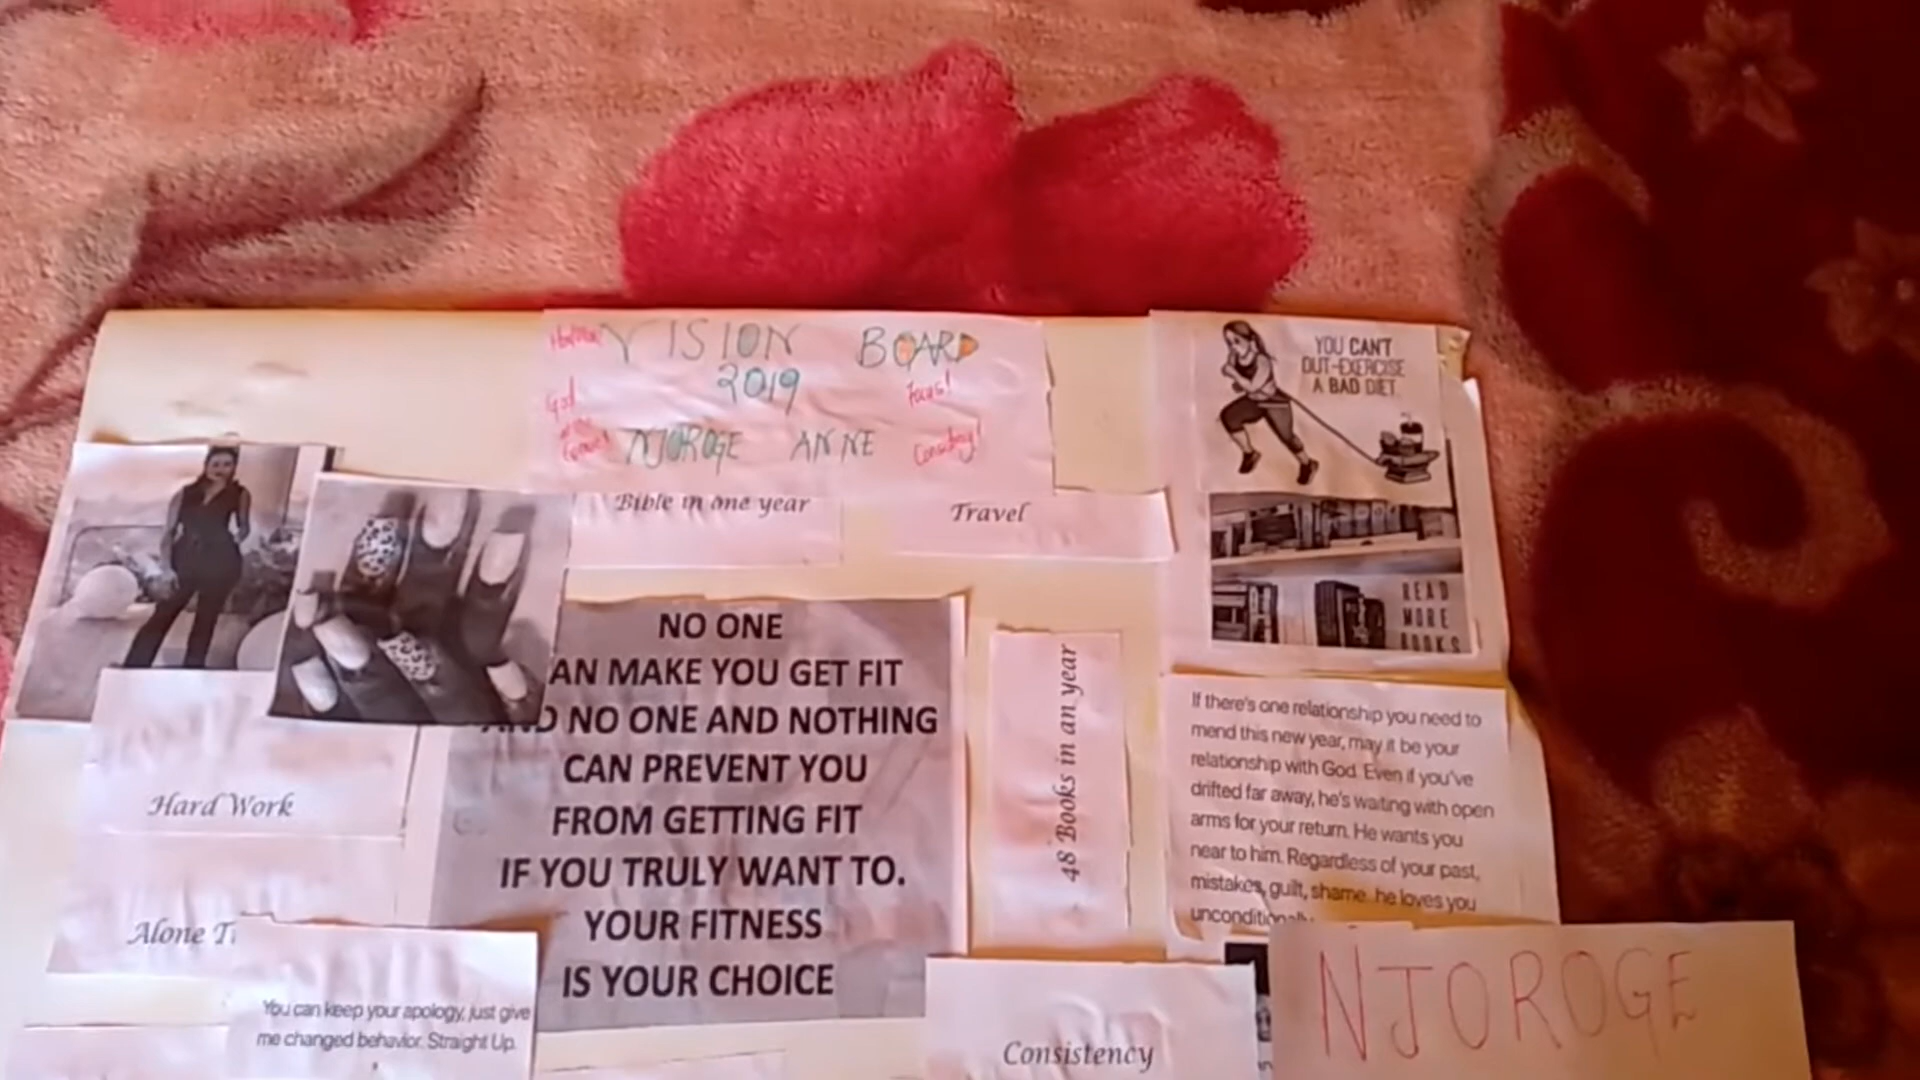 VISION BOARD
2019
God
Focus!
NJOROGE ANNE
YOU CAN'T
OUT-EXERCISE
A BAD DIET
Bible in one year
Travel
READ
MORE
BOOKS
NO ONE
AN MAKE YOU GET FIT
AND NO ONE AND NOTHING
CAN PREVENT YOU
FROM GETTING FIT
IF YOU TRULY WANT TO.
YOUR FITNESS
IS YOUR CHOICE
48 Books in an year
If there's one relationship you need to
mend this new year, may it be your
relationship with God. Even if you've
drifted far away, he's waiting with open
arms for your return. He wants you
near to him. Regardless of your past,
mistakes, guilt, shame..he loves you
unconditionally
Hard Work
Alone Ti
You can keep your apology, just give
me changed behavior. Straight Up.
Consistency
NJOROGE